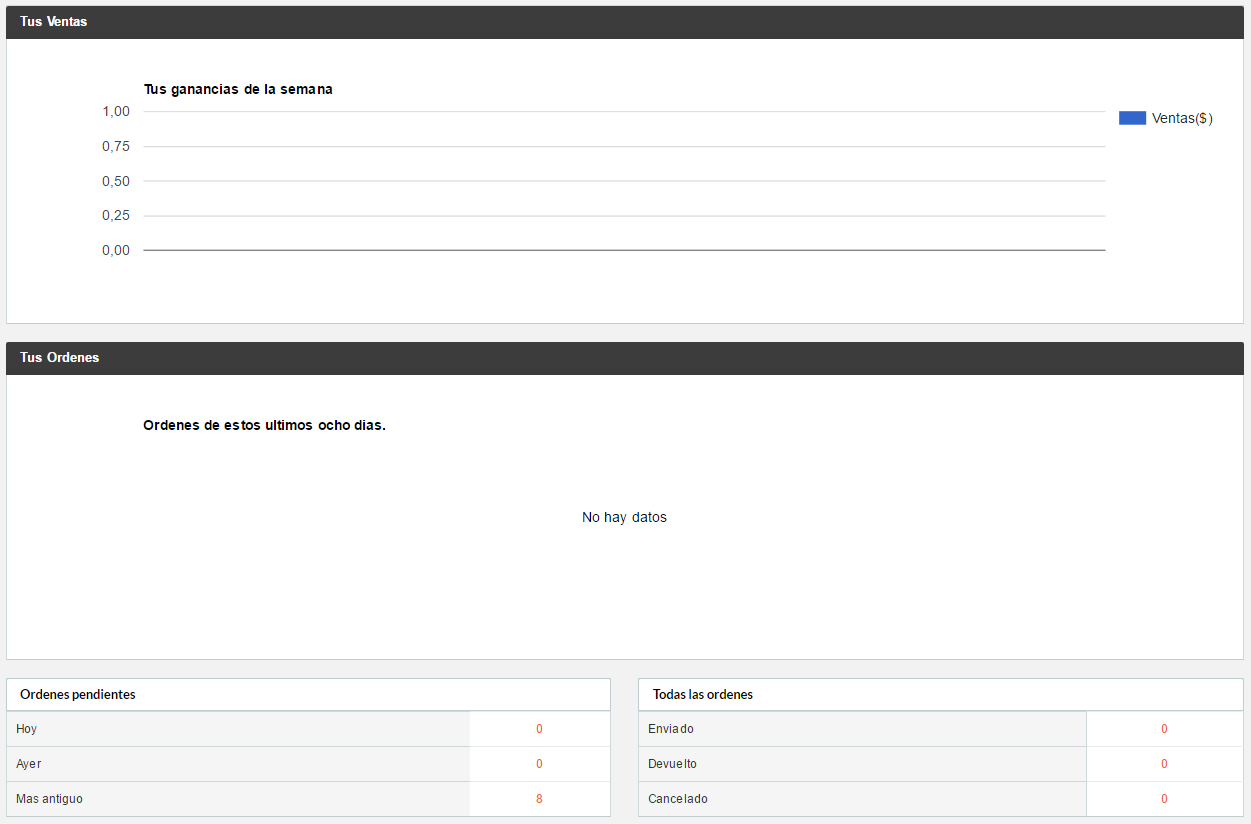 Tus Ventas
Tus ganancias de la semana
1,00
Ventas($)
0,75
0,50
0,25
0,00
Tus Ordenes
Ordenes de estos ultimos ocho dias.
No hay datos
Ordenes pendientes
Hoy 0
Ayer 0
Mas antiguo 8
Todas las ordenes
Enviado 0
Devuelto 0
Cancelado 0